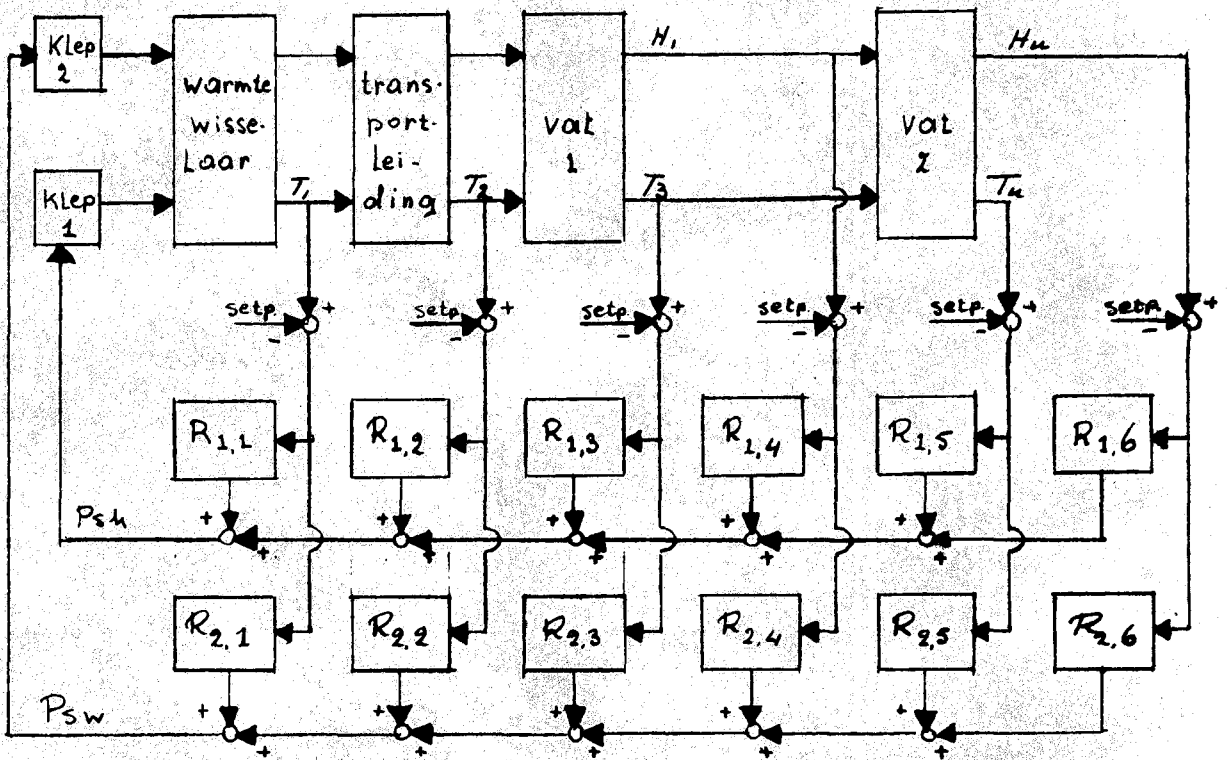 Klep
2
warmte
wisse-
Laar
trans-
port-
Lei-
ding
vat
1
vat
2
H₁
Hu
Klep
1
T₁
T₂
T3
Tu
setp. + -
setp. + -
setp. + -
setp. + -
setp. + -
setp. + -
R1,1
R1,2
R1,3
R1,4
R1,5
R1,6
Psh
+ + + + +
+ + + + +
R2,1
R2,2
R2,3
R2,4
R2,5
R2,6
Psw
+ + + + +
+ + + + +